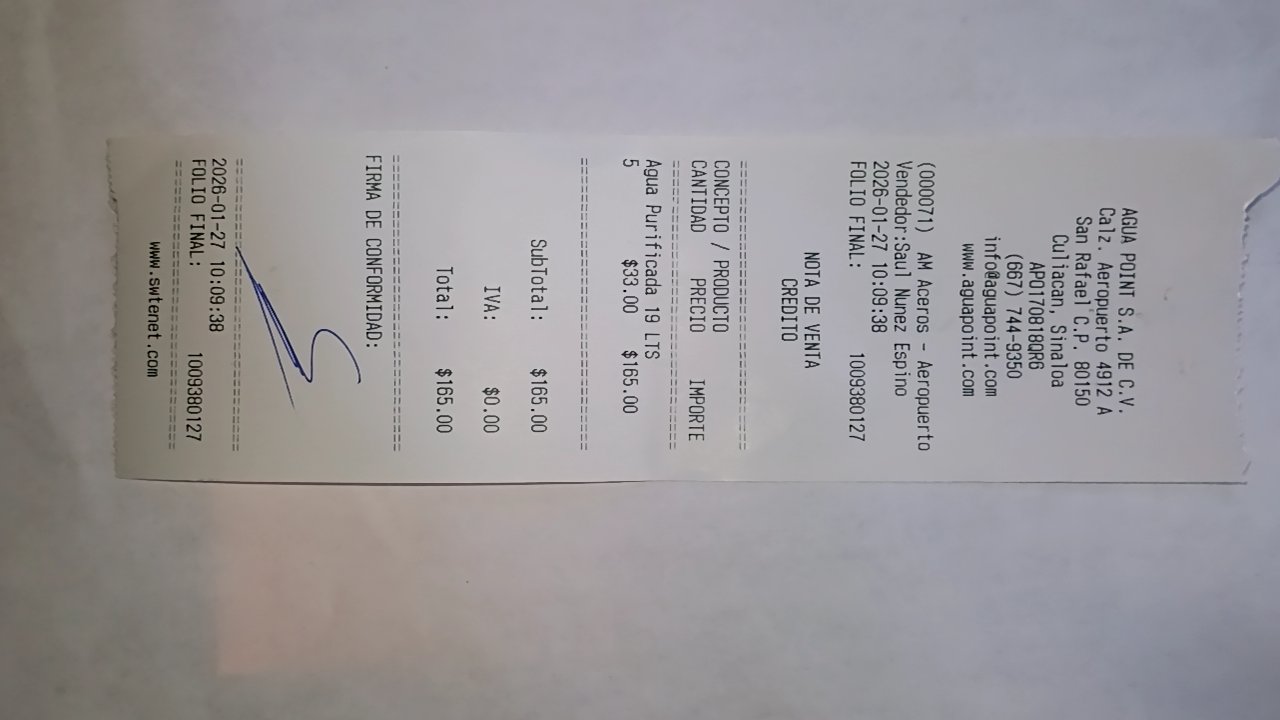 AGUA POINT S.A. DE C.V.
Calz. Aeropuerto 4912 A
San Rafael C.P. 80150
Culiacan, Sinaloa
APO170818QR6
(667) 744-9350
info@aguapoint.com
www.aguapoint.com
(000071) AM Aceros - Aeropuerto
Vendedor:Saul Nunez Espino
2026-01-27 10:09:38
FOLIO FINAL: 1009380127
NOTA DE VENTA
CREDITO
================================
CONCEPTO / PRODUCTO
CANTIDAD PRECIO IMPORTE
================================
Agua Purificada 19 LTS
5 $33.00 $165.00
================================
SubTotal: $165.00
IVA: $0.00
Total: $165.00
================================
FIRMA DE CONFORMIDAD:
================================
2026-01-27 10:09:38
FOLIO FINAL: 1009380127
================================
www.swtenet.com